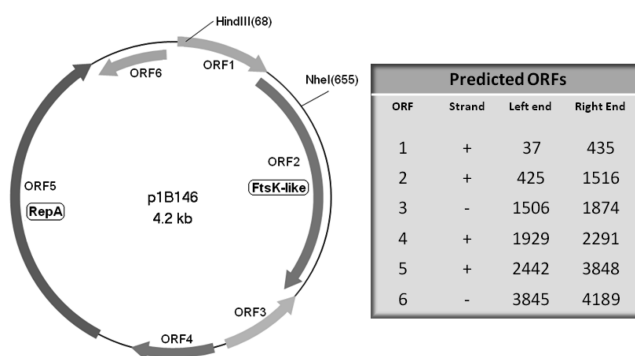 HindIII(68)
ORF1
ORF6
NheI(655)
ORF2
FtsK-like
p1B146
4.2 kb
ORF5
RepA
ORF3
ORF4
Predicted ORFs
ORF Strand Left end Right End
1 + 37 435
2 + 425 1516
3 - 1506 1874
4 + 1929 2291
5 + 2442 3848
6 - 3845 4189